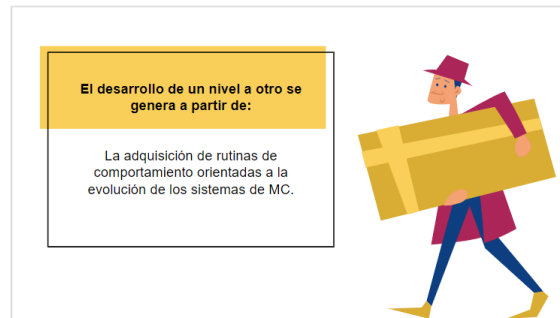 El desarrollo de un nivel a otro se
genera a partir de:
La adquisición de rutinas de
comportamiento orientadas a la
evolución de los sistemas de MC.